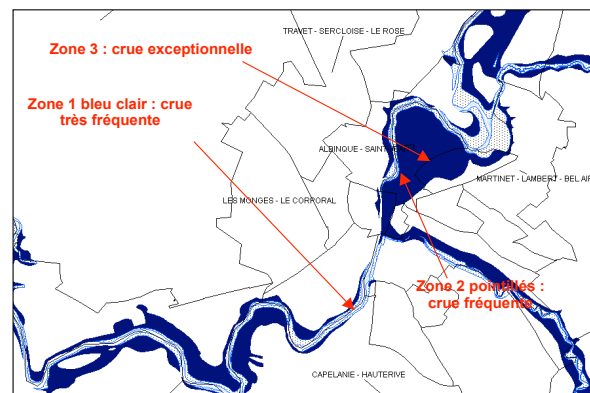 TRAVET - SERCLOISE - LE ROSE
Zone 3 : crue exceptionnelle
Zone 1 bleu clair : crue
très fréquente
ALBINQUE - SAINT
MARTINET - LAMBERT - BEL AIR
LES MONGES - LE CORPORAL
Zone 2 pointillés :
crue fréquente
CAPELANIE - HAUTERIVE